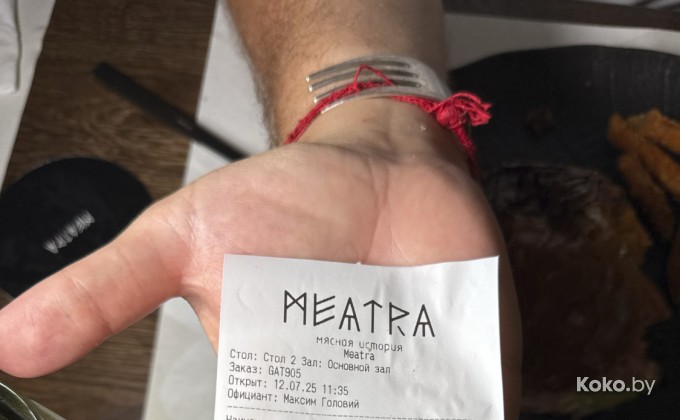 MEATRA
MEATRA
мясная история
Meatra
Стол: Стол 2 Зал: Основной зал
Заказ: GAT905
Открыт: 12.07.25 11:35
Официант: Максим Головий
Koko.by